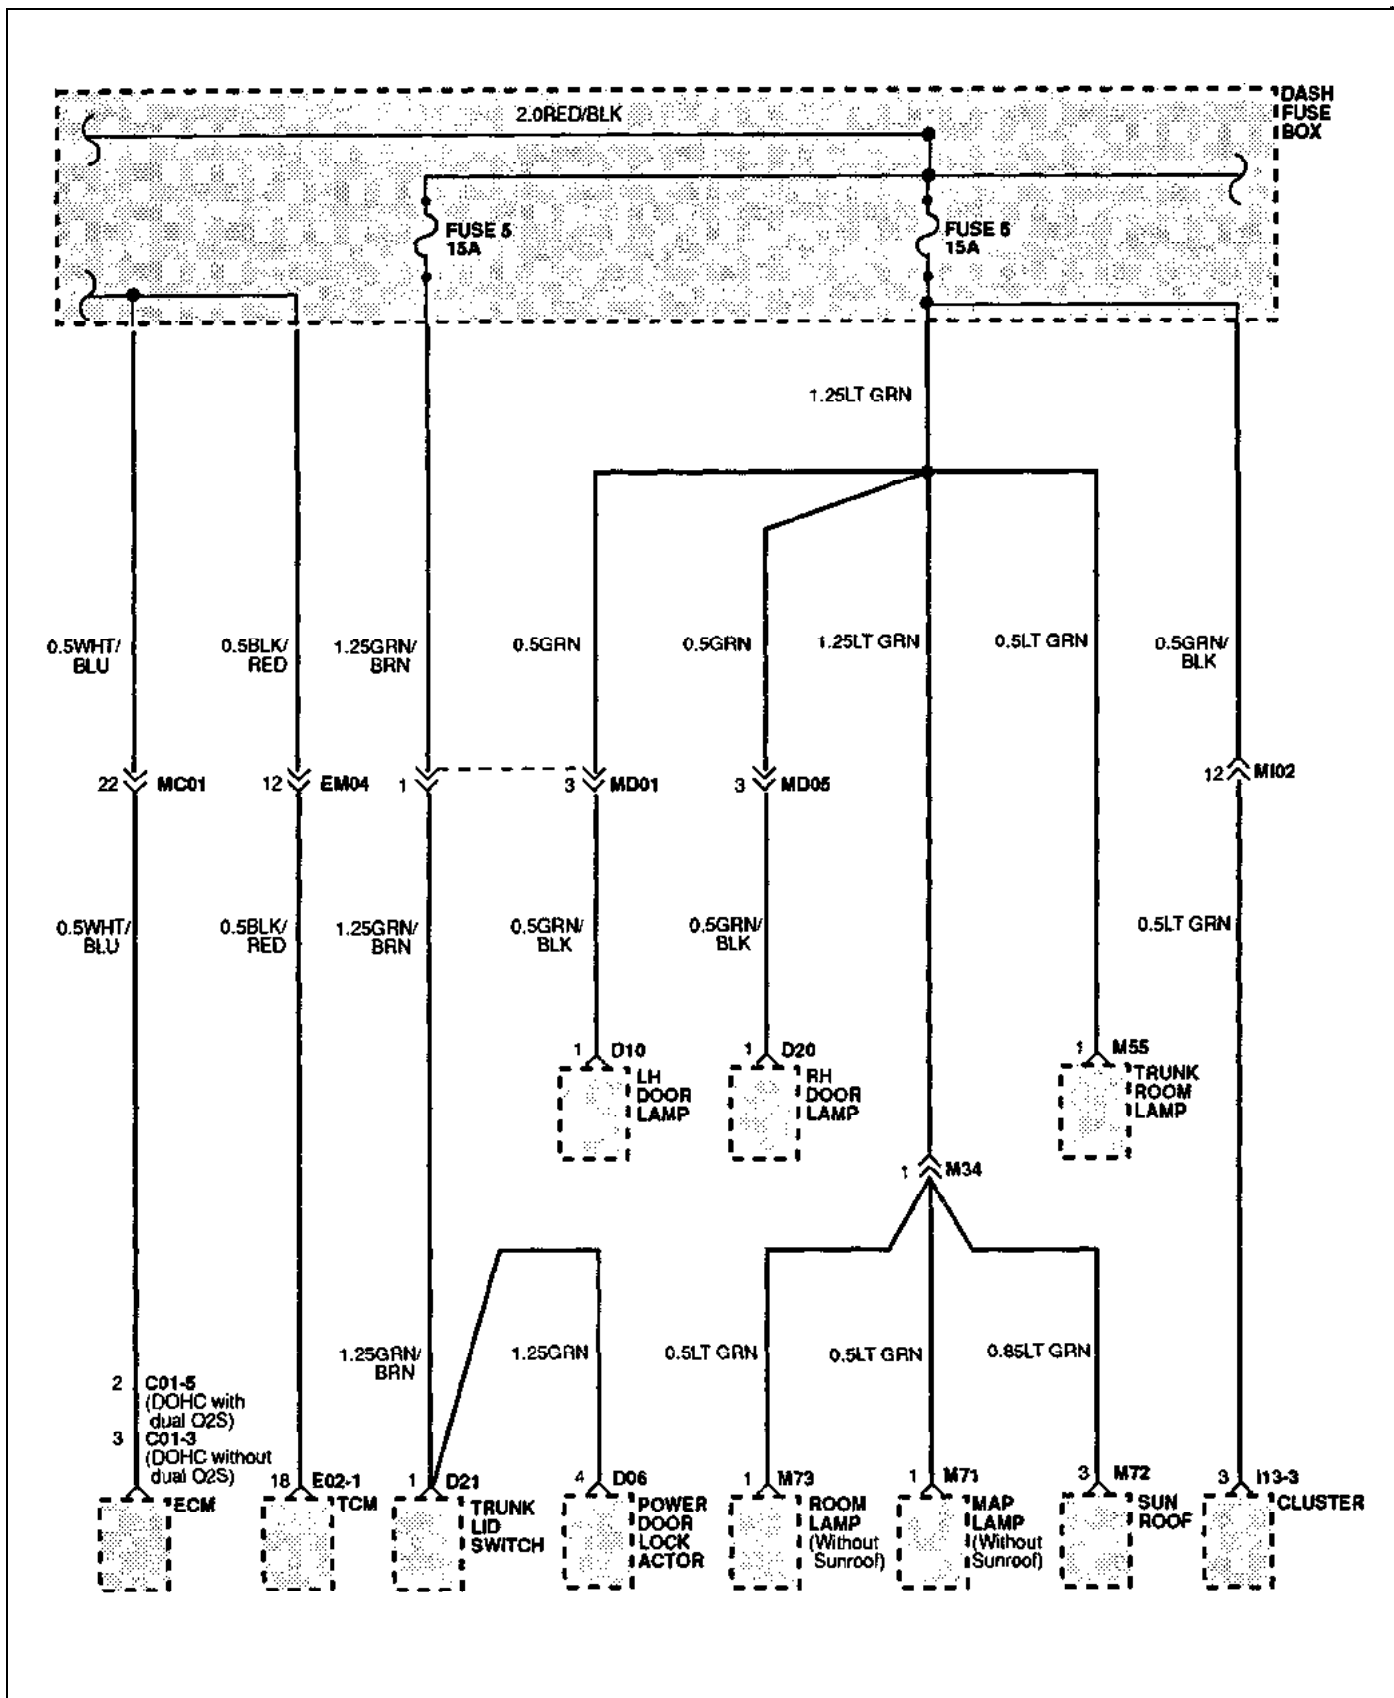 DASH
FUSE
BOX
2.0RED/BLK
FUSE 5
15A
FUSE 6
15A
1.25LT GRN
0.5WHT/
BLU
0.5BLK/
RED
1.25GRN/
BRN
0.5GRN
0.5GRN
1.25LT GRN
0.5LT GRN
0.5GRN/
BLK
22 MC01
12 EM04
1
3 MD01
3 MD05
12 MI02
0.5WHT/
BLU
0.5BLK/
RED
1.25GRN/
BRN
0.5GRN/
BLK
0.5GRN/
BLK
0.5LT GRN
1 D10
LH
DOOR
LAMP
1 D20
RH
DOOR
LAMP
1 M55
TRUNK
ROOM
LAMP
1 M34
1.25GRN/
BRN
1.25GRN
0.5LT GRN
0.5LT GRN
0.85LT GRN
2 C01-5
(DOHC with
dual O2S)
3 C01-3
(DOHC without
dual O2S)
ECM
18 E02-1
TCM
1 D21
TRUNK
LID
SWITCH
4 D06
POWER
DOOR
LOCK
ACTOR
1 M73
ROOM
LAMP
(Without
Sunroof)
1 M71
MAP
LAMP
(Without
Sunroof)
3 M72
SUN
ROOF
3 I13-3
CLUSTER